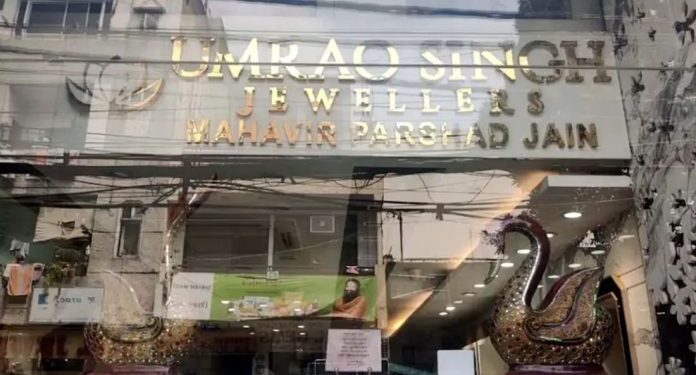 UMRAO SINGH
JEWELLERS
MAHAVIR PARSHAD JAIN